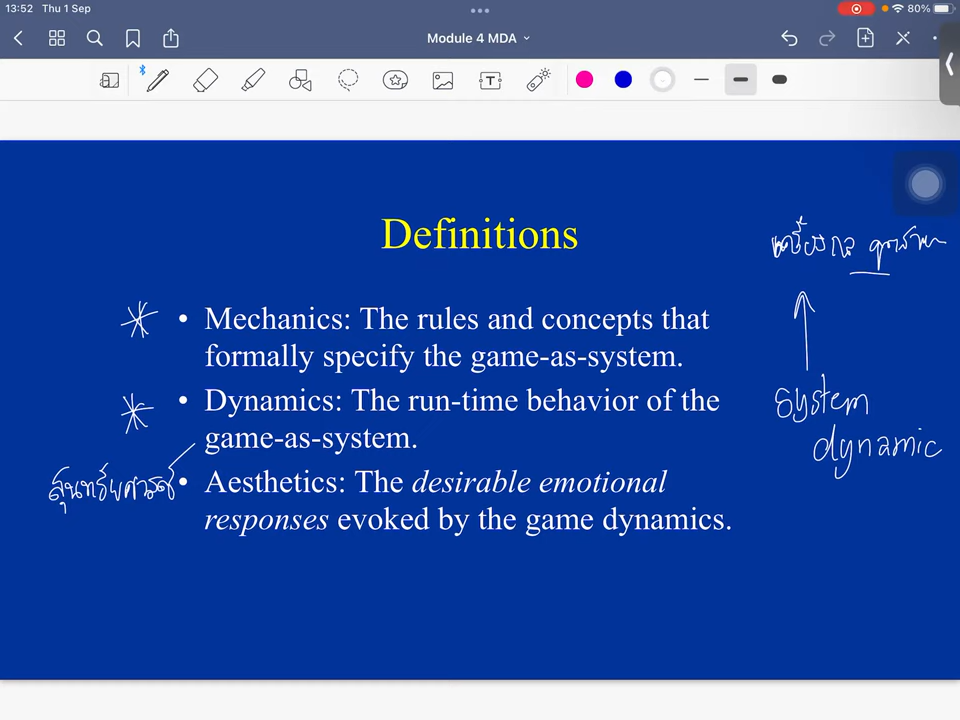 13:52 Thu 1 Sep
80%
Module 4 MDA
T
Definitions
• Mechanics: The rules and concepts that
formally specify the game-as-system.
• Dynamics: The run-time behavior of the
game-as-system.
• Aesthetics: The desirable emotional
responses evoked by the game dynamics.
สุนทรียศาสตร์
system
dynamic